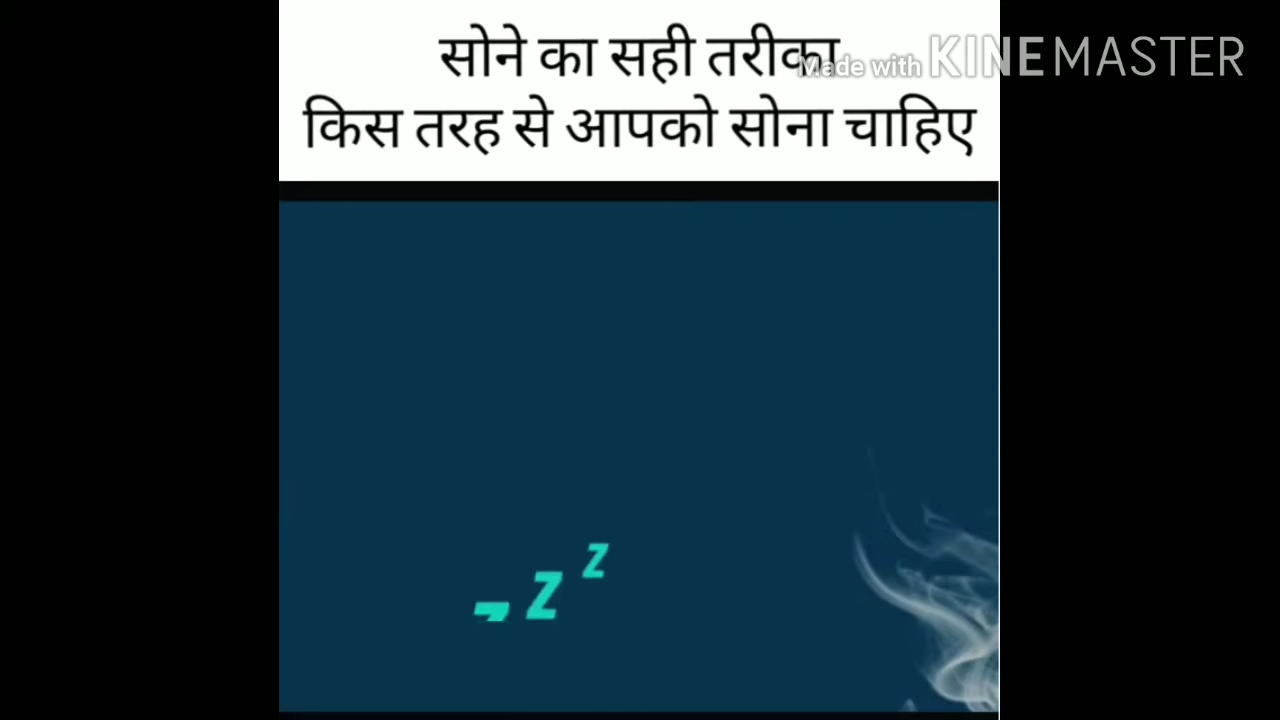 सोने का सही तरीका
Made with KINEMASTER
किस तरह से आपको सोना चाहिए
z Z z